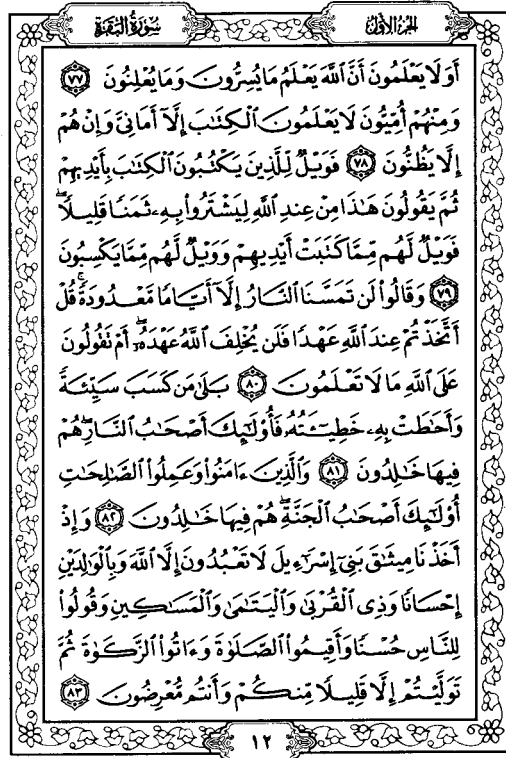 الجزء الأول
سورة البقرة
أَوَلَا يَعْلَمُونَ أَنَّ ٱللَّهَ يَعْلَمُ مَا يُسِرُّونَ وَمَا يُعْلِنُونَ ٧٧
وَمِنْهُمْ أُمِّيُّونَ لَا يَعْلَمُونَ ٱلْكِتَٰبَ إِلَّآ أَمَانِيَّ وَإِنْ هُمْ
إِلَّا يَظُنُّونَ ٧٨ فَوَيْلٌ لِّلَّذِينَ يَكْتُبُونَ ٱلْكِتَٰبَ بِأَيْدِيهِمْ
ثُمَّ يَقُولُونَ هَٰذَا مِنْ عِندِ ٱللَّهِ لِيَشْتَرُوا۟ بِهِۦ ثَمَنًا قَلِيلًا ۖ
فَوَيْلٌ لَّهُم مِّمَّا كَتَبَتْ أَيْدِيهِمْ وَوَيْلٌ لَّهُم مِّمَّا يَكْسِبُونَ
٧٩ وَقَالُوا۟ لَن تَمَسَّنَا ٱلنَّارُ إِلَّآ أَيَّامًا مَّعْدُودَةً ۚ قُلْ
أَتَّخَذْتُمْ عِندَ ٱللَّهِ عَهْدًا فَلَن يُخْلِفَ ٱللَّهُ عَهْدَهُۥٓ ۖ أَمْ تَقُولُونَ
عَلَى ٱللَّهِ مَا لَا تَعْلَمُونَ ٨٠ بَلَىٰ مَن كَسَبَ سَيِّئَةً
وَأَحَٰطَتْ بِهِۦ خَطِيٓـَٔتُهُۥ فَأُو۟لَٰٓئِكَ أَصْحَٰبُ ٱلنَّارِ ۖ هُمْ
فِيهَا خَٰلِدُونَ ٨١ وَٱلَّذِينَ ءَامَنُوا۟ وَعَمِلُوا۟ ٱلصَّٰلِحَٰتِ
أُو۟لَٰٓئِكَ أَصْحَٰبُ ٱلْجَنَّةِ ۖ هُمْ فِيهَا خَٰلِدُونَ ٨٢ وَإِذْ
أَخَذْنَا مِيثَٰقَ بَنِىٓ إِسْرَٰٓءِيلَ لَا تَعْبُدُونَ إِلَّا ٱللَّهَ وَبِٱلْوَٰلِدَيْنِ
إِحْسَانًا وَذِى ٱلْقُرْبَىٰ وَٱلْيَتَٰمَىٰ وَٱلْمَسَٰكِينِ وَقُولُوا۟
لِلنَّاسِ حُسْنًا وَأَقِيمُوا۟ ٱلصَّلَوٰةَ وَءَاتُوا۟ ٱلزَّكَوٰةَ ثُمَّ
تَوَلَّيْتُمْ إِلَّا قَلِيلًا مِّنكُمْ وَأَنتُم مُّعْرِضُونَ ٨٣
١٢